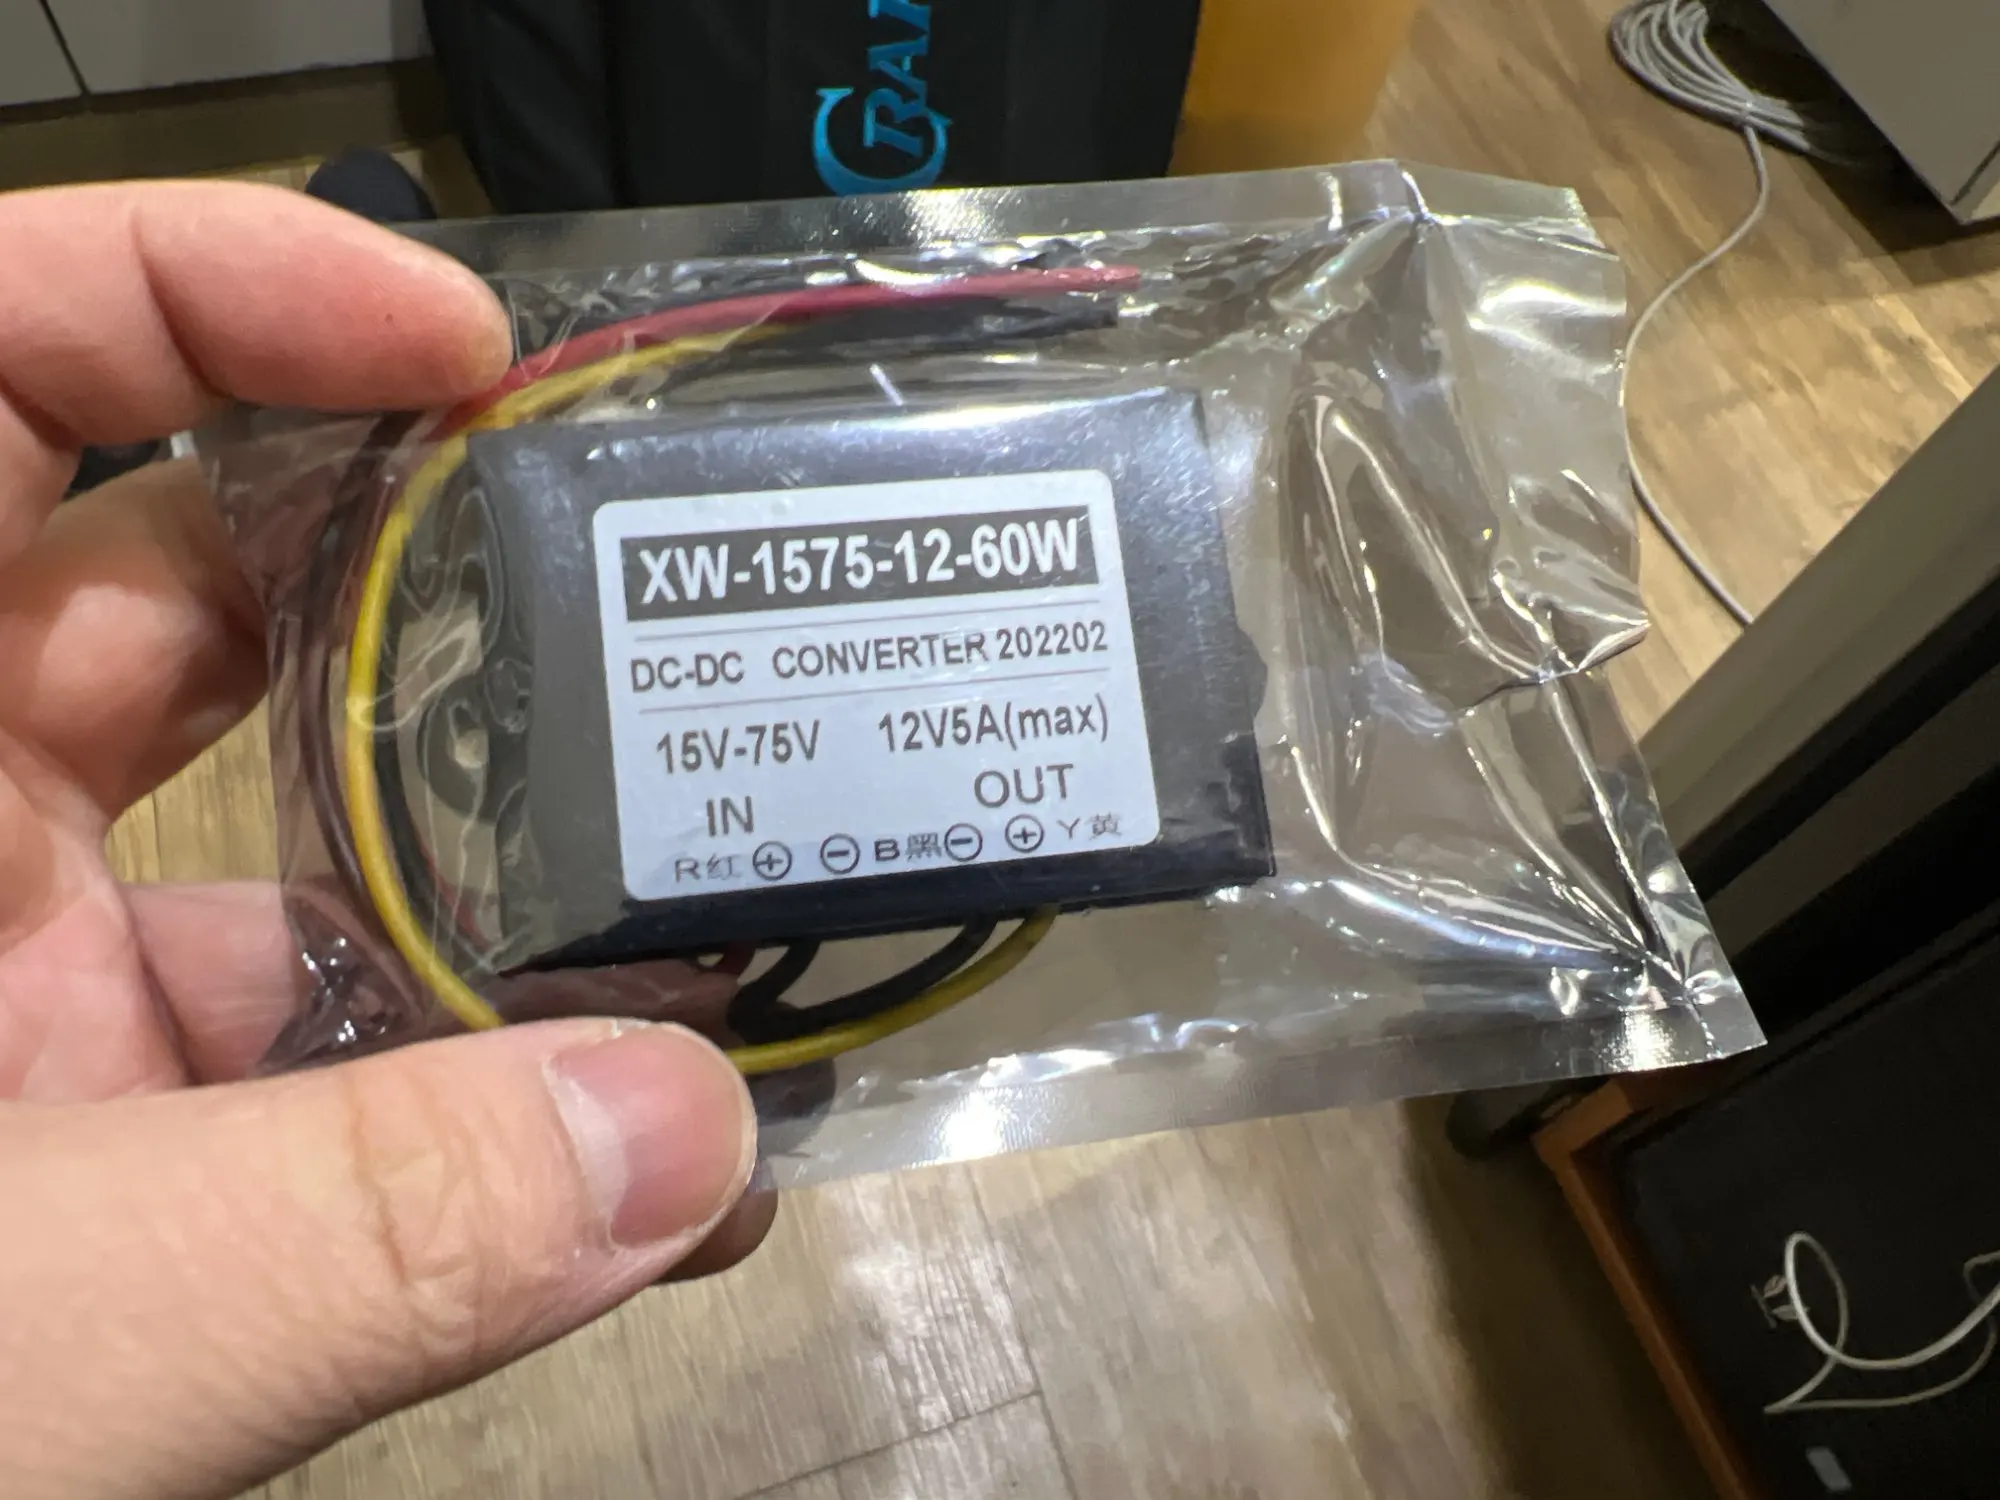 XW-1575-12-60W
DC-DC CONVERTER 202202
15V-75V 12V5A(max)
IN OUT
R红⊕ ⊖ B黑⊖ ⊕ Y黄